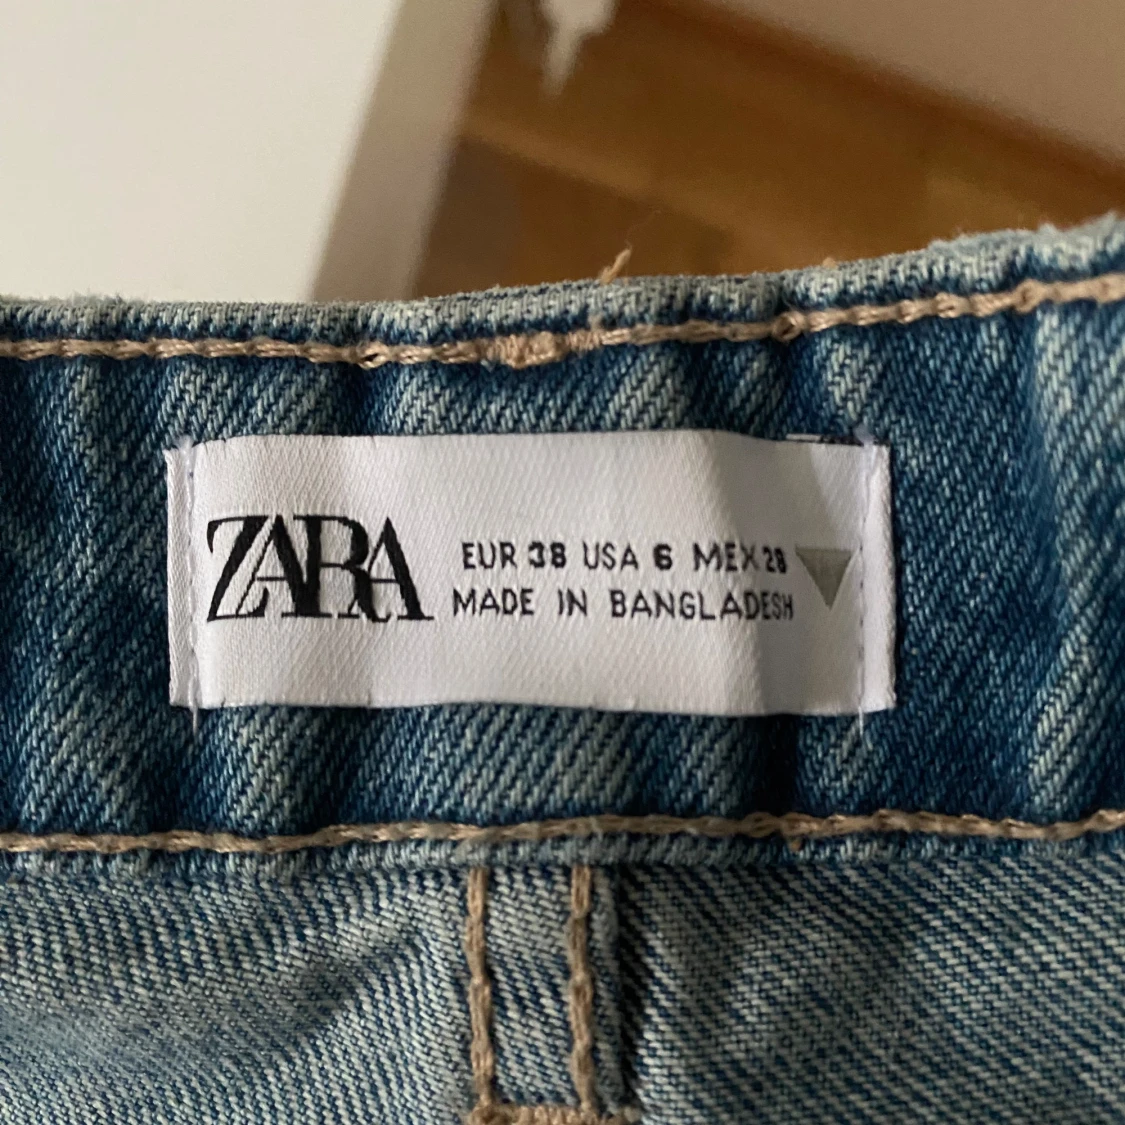 ZARA
EUR 38 USA 6 MEX 28
MADE IN BANGLADESH